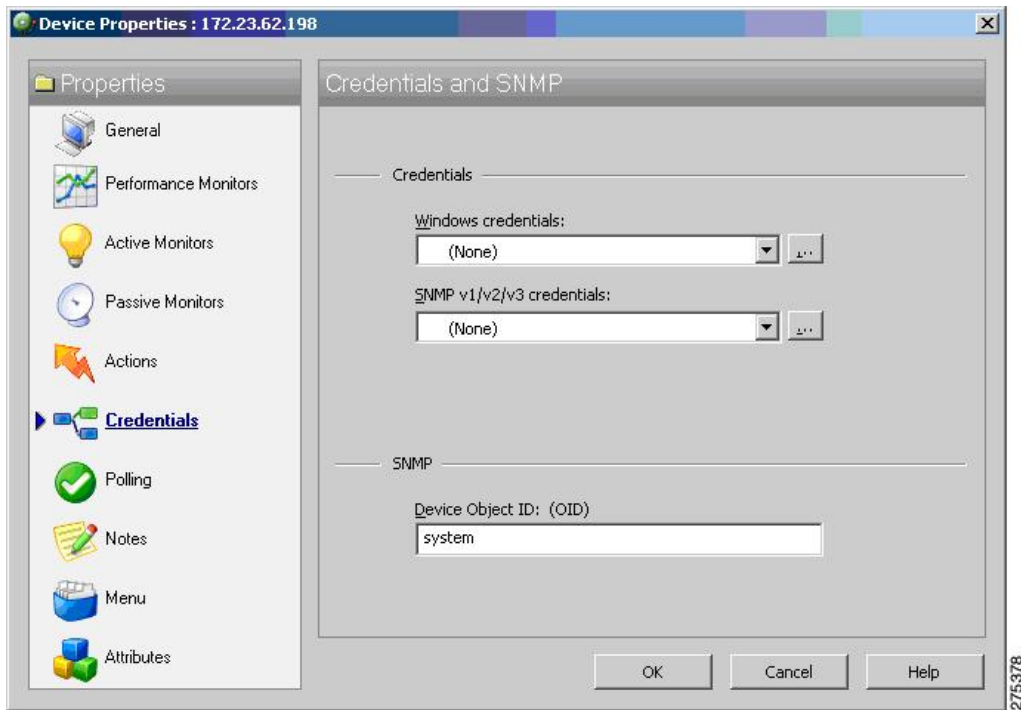 Device Properties : 172.23.62.198
Properties
General
Performance Monitors
Active Monitors
Passive Monitors
Actions
Credentials
Polling
Notes
Menu
Attributes
Credentials and SNMP
Credentials
Windows credentials:
(None)
...
SNMP v1/v2/v3 credentials:
(None)
...
SNMP
Device Object ID: (OID)
system
OK
Cancel
Help
275378